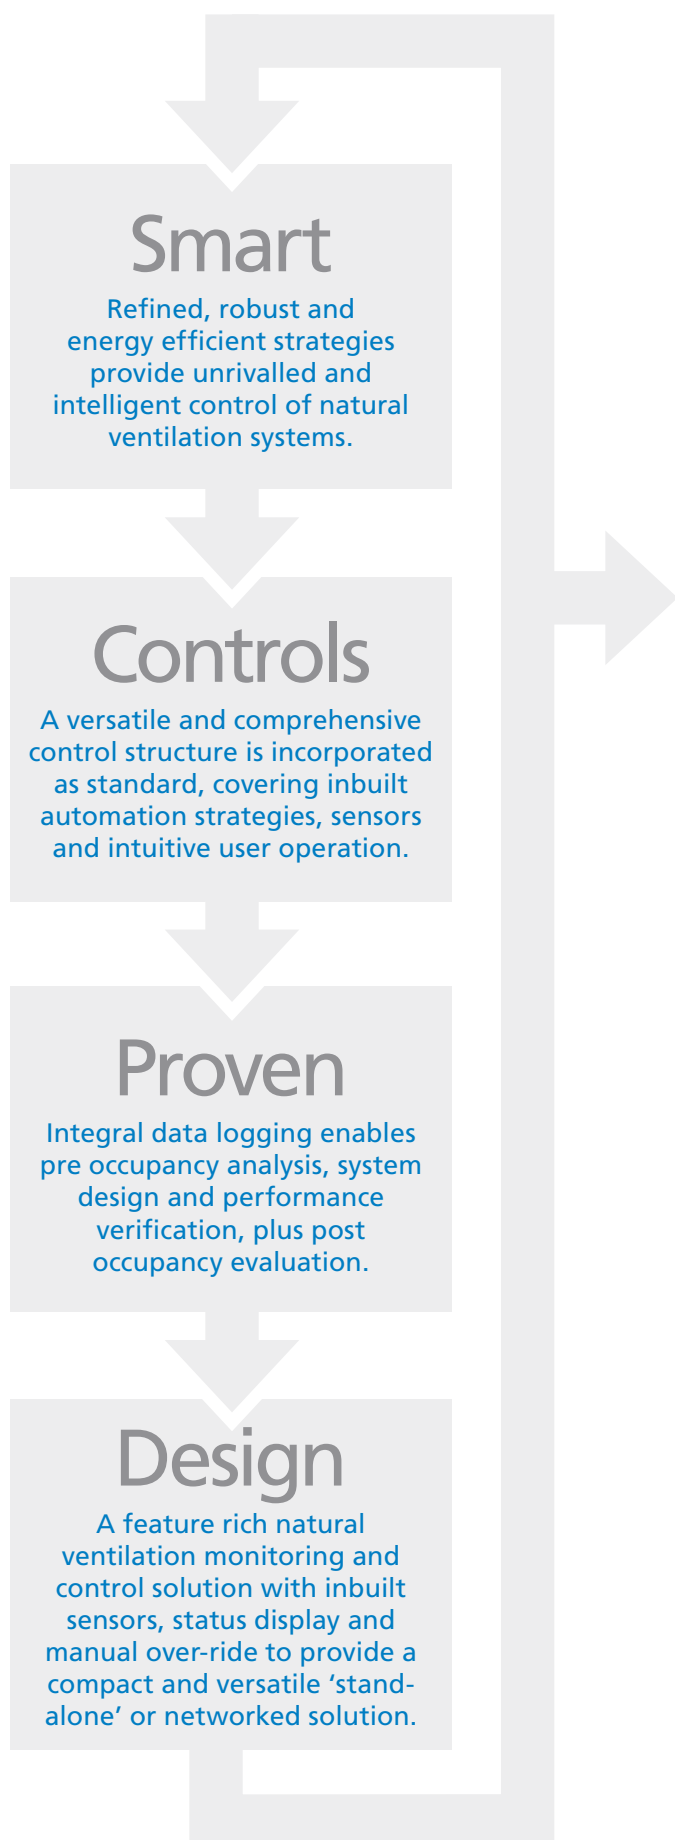 Smart
Refined, robust and
energy efficient strategies
provide unrivalled and
intelligent control of natural
ventilation systems.
Controls
A versatile and comprehensive
control structure is incorporated
as standard, covering inbuilt
automation strategies, sensors
and intuitive user operation.
Proven
Integral data logging enables
pre occupancy analysis, system
design and performance
verification, plus post
occupancy evaluation.
Design
A feature rich natural
ventilation monitoring and
control solution with inbuilt
sensors, status display and
manual over-ride to provide a
compact and versatile ‘stand-
alone’ or networked solution.